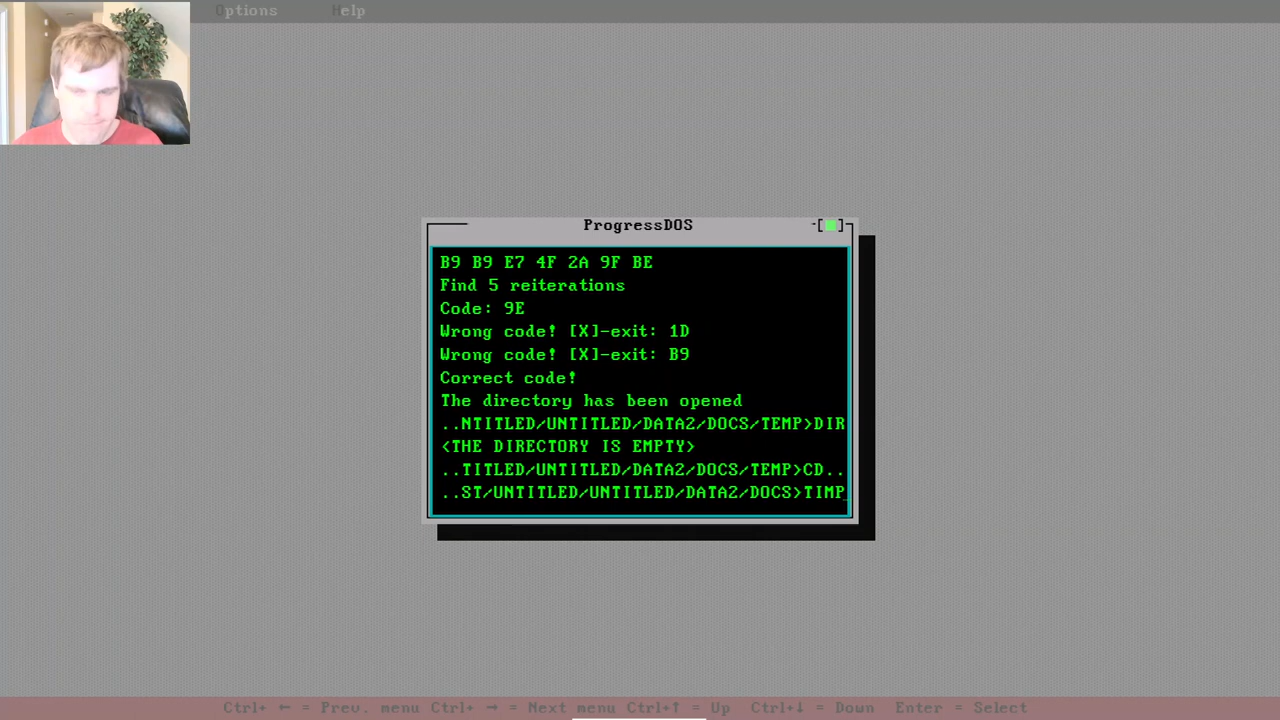 Options Help
ProgressDOS
B9 B9 E7 4F 2A 9F BE
Find 5 reiterations
Code: 9E
Wrong code! [X]-exit: 1D
Wrong code! [X]-exit: B9
Correct code!
The directory has been opened
..NTITLED/UNTITLED/DATA2/DOCS/TEMP>DIR
<THE DIRECTORY IS EMPTY>
..TITLED/UNTITLED/DATA2/DOCS/TEMP>CD..
..ST/UNTITLED/UNTITLED/DATA2/DOCS>TIMP_
Ctrl+ ← = Prev. menu Ctrl+ → = Next menu Ctrl+↑ = Up Ctrl+↓ = Down Enter = Select